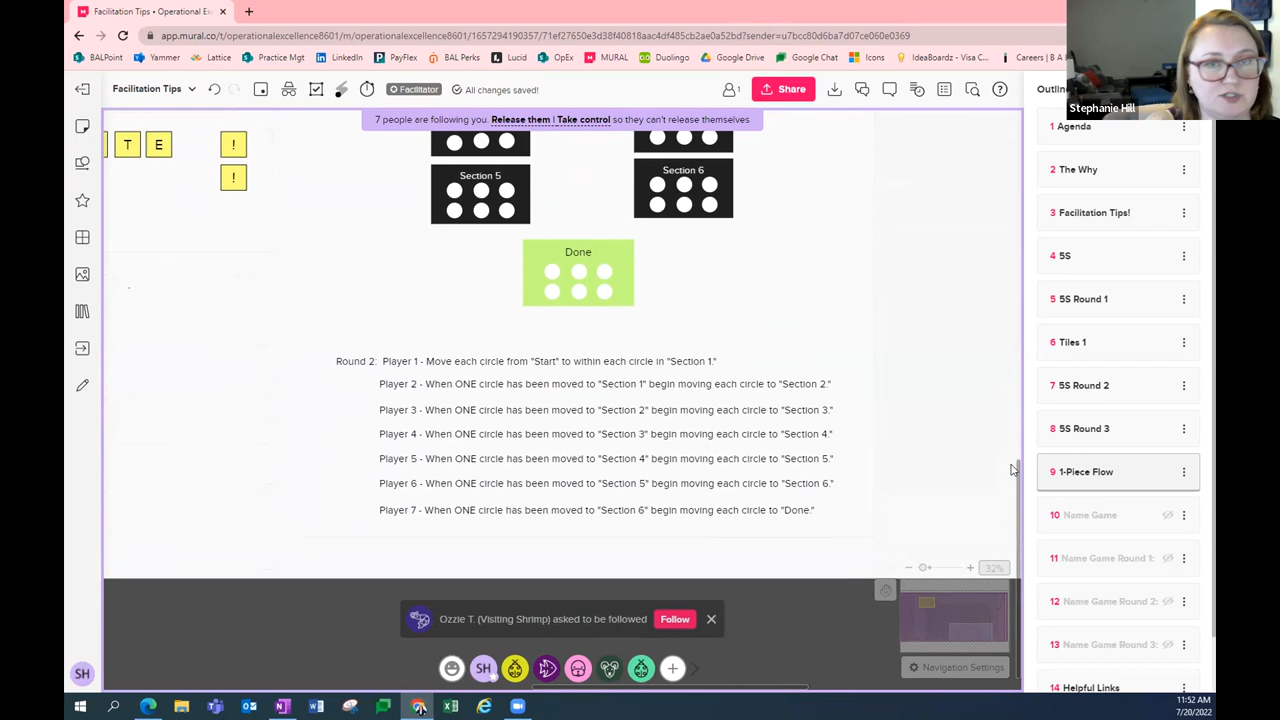 Facilitation Tips • Operational Ex
app.mural.co/t/operationalexcellence8601/m/operationalexcellence8601/1657294190357/71ef27650e3d38f40818aac4df485cb2ae0a52bd?sender=u7bcc80d6ba7d07ce060e0369
BALPoint
Yammer
Lattice
Practice Mgt
LinkedIn
PayFlex
BAL Perks
Lucid
OpEx
MURAL
Duolingo
Google Drive
Google Chat
Icons
IdeaBoardz - Visa C...
Careers | B A
Stephanie Hill
Facilitation Tips
Facilitator
All changes saved!
1
Share
Outlin
7 people are following you. Release them | Take control so they can't release themselves
T E !
!
Section 5
Section 6
Done
Round 2: Player 1 - Move each circle from "Start" to within each circle in "Section 1."
Player 2 - When ONE circle has been moved to "Section 1" begin moving each circle to "Section 2."
Player 3 - When ONE circle has been moved to "Section 2" begin moving each circle to "Section 3."
Player 4 - When ONE circle has been moved to "Section 3" begin moving each circle to "Section 4."
Player 5 - When ONE circle has been moved to "Section 4" begin moving each circle to "Section 5."
Player 6 - When ONE circle has been moved to "Section 5" begin moving each circle to "Section 6."
Player 7 - When ONE circle has been moved to "Section 6" begin moving each circle to "Done."
1 Agenda
2 The Why
3 Facilitation Tips!
4 5S
5 5S Round 1
6 Tiles 1
7 5S Round 2
8 5S Round 3
9 1-Piece Flow
10 Name Game
11 Name Game Round 1:
12 Name Game Round 2:
13 Name Game Round 3:
14 Helpful Links
32%
Ozzie T. (Visiting Shrimp) asked to be followed
Follow
SH
Navigation Settings
SH
11:52 AM
7/20/2022